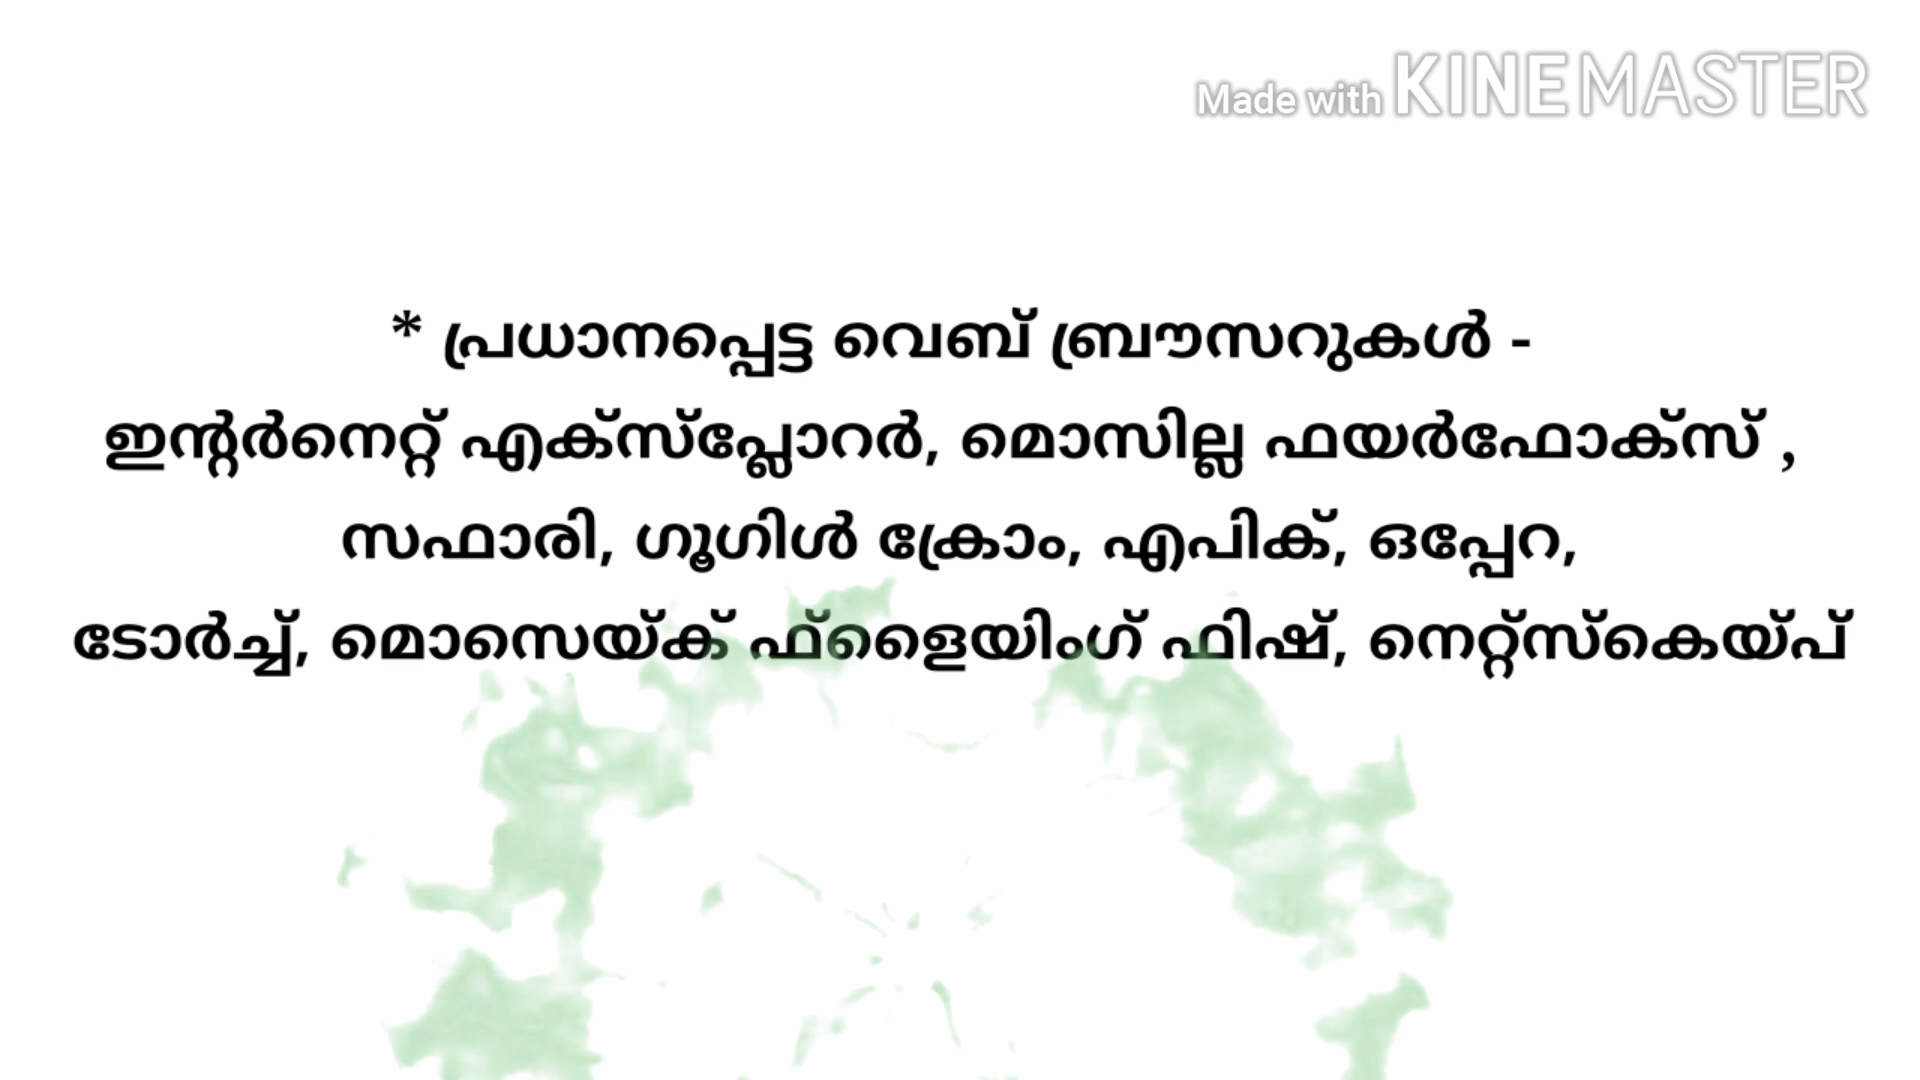 Made with KINEMASTER
* പ്രധാനപ്പെട്ട വെബ് ബ്രൗസറുകൾ -
ഇന്റർനെറ്റ് എക്സ്പ്ലോറർ, മൊസില്ല ഫയർഫോക്സ് ,
സഫാരി, ഗൂഗിൾ ക്രോം, എപിക്, ഒപ്പേറ,
ടോർച്ച്, മൊസെയ്ക് ഫ്ളൈയിംഗ് ഫിഷ്, നെറ്റ്സ്കെയ്പ്